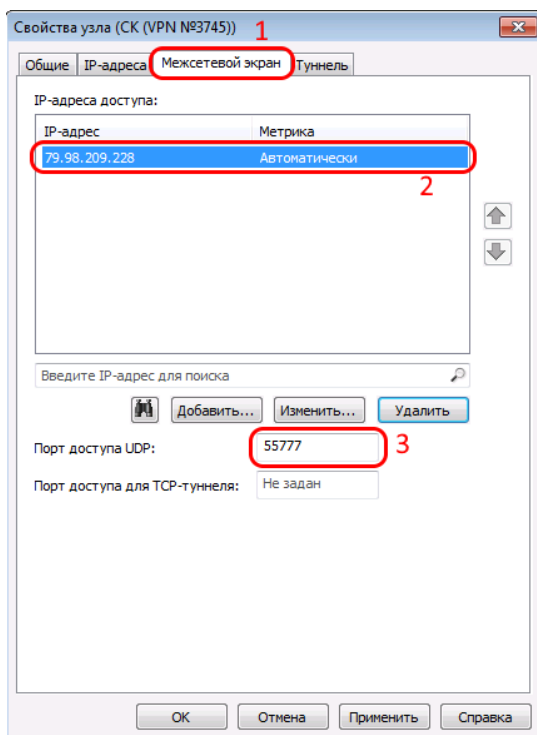 Свойства узла (СК (VPN №3745))
1
Общие IP-адреса Межсетевой экран Туннель
IP-адреса доступа:
IP-адрес Метрика
79.98.209.228 Автоматически
2
Введите IP-адрес для поиска
Добавить... Изменить... Удалить
Порт доступа UDP: 55777 3
Порт доступа для TCP-туннеля: Не задан
OK Отмена Применить Справка